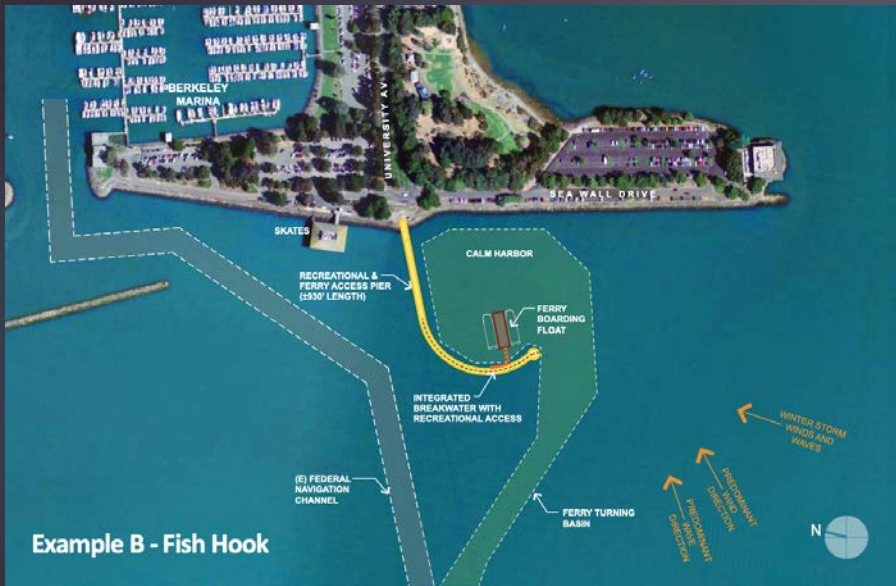 BERKELEY
MARINA
UNIVERSITY AV
SEA WALL DRIVE
SKATES
CALM HARBOR
RECREATIONAL &
FERRY ACCESS PIER
(±930' LENGTH)
FERRY
BOARDING
FLOAT
INTEGRATED
BREAKWATER WITH
RECREATIONAL ACCESS
WINTER STORM
WINDS AND
WAVES
PREDOMINANT
WIND
DIRECTION
PREDOMINANT
WAVE
DIRECTION
(E) FEDERAL
NAVIGATION
CHANNEL
FERRY TURNING
BASIN
N
Example B - Fish Hook